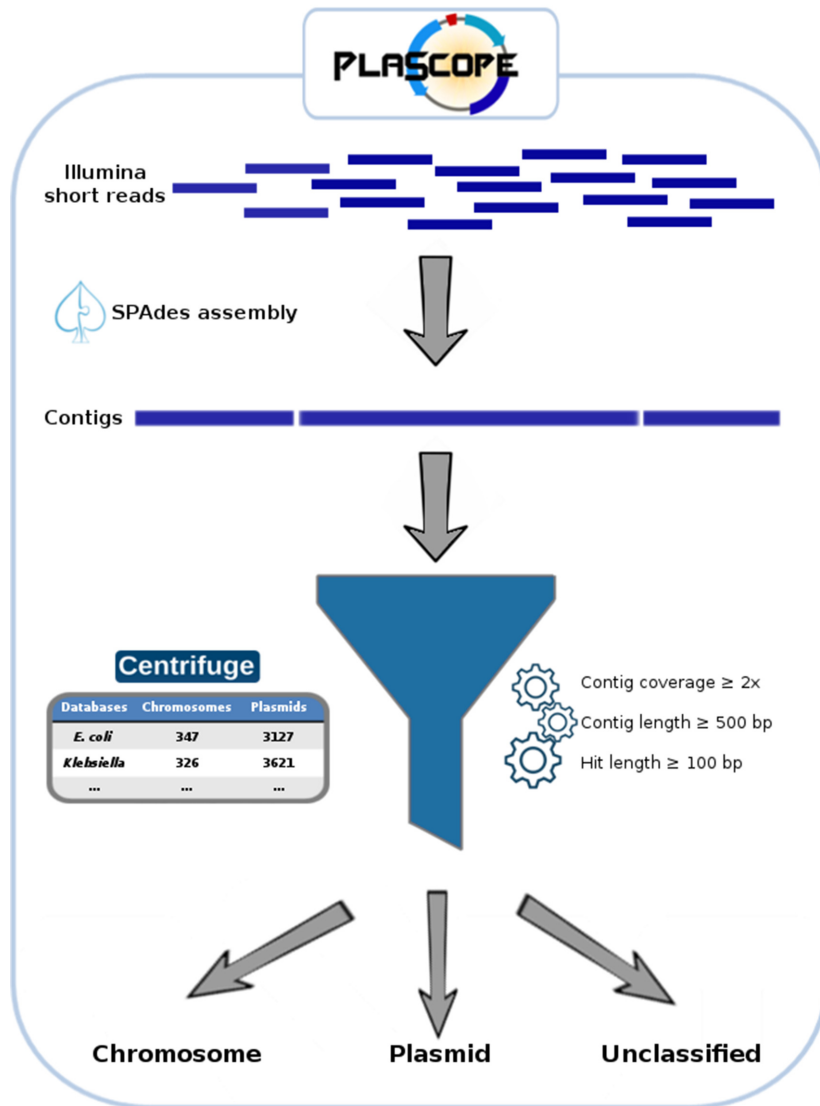 PLASCOPE
Illumina
short reads
SPAdes assembly
Contigs
Centrifuge
Databases Chromosomes Plasmids
E. coli 347 3127
Klebsiella 326 3621
... ... ...
Contig coverage ≥ 2x
Contig length ≥ 500 bp
Hit length ≥ 100 bp
Chromosome Plasmid Unclassified